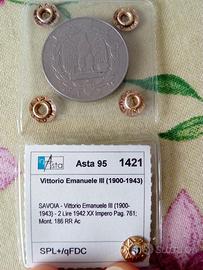 Asta
Asta 95
1421
Vittorio Emanuele III (1900-1943)
SAVOIA - Vittorio Emanuele III (1900-
1943) - 2 Lire 1942 XX Impero Pag. 761;
Mont. 186 RR Ac
SPL+/qFDC